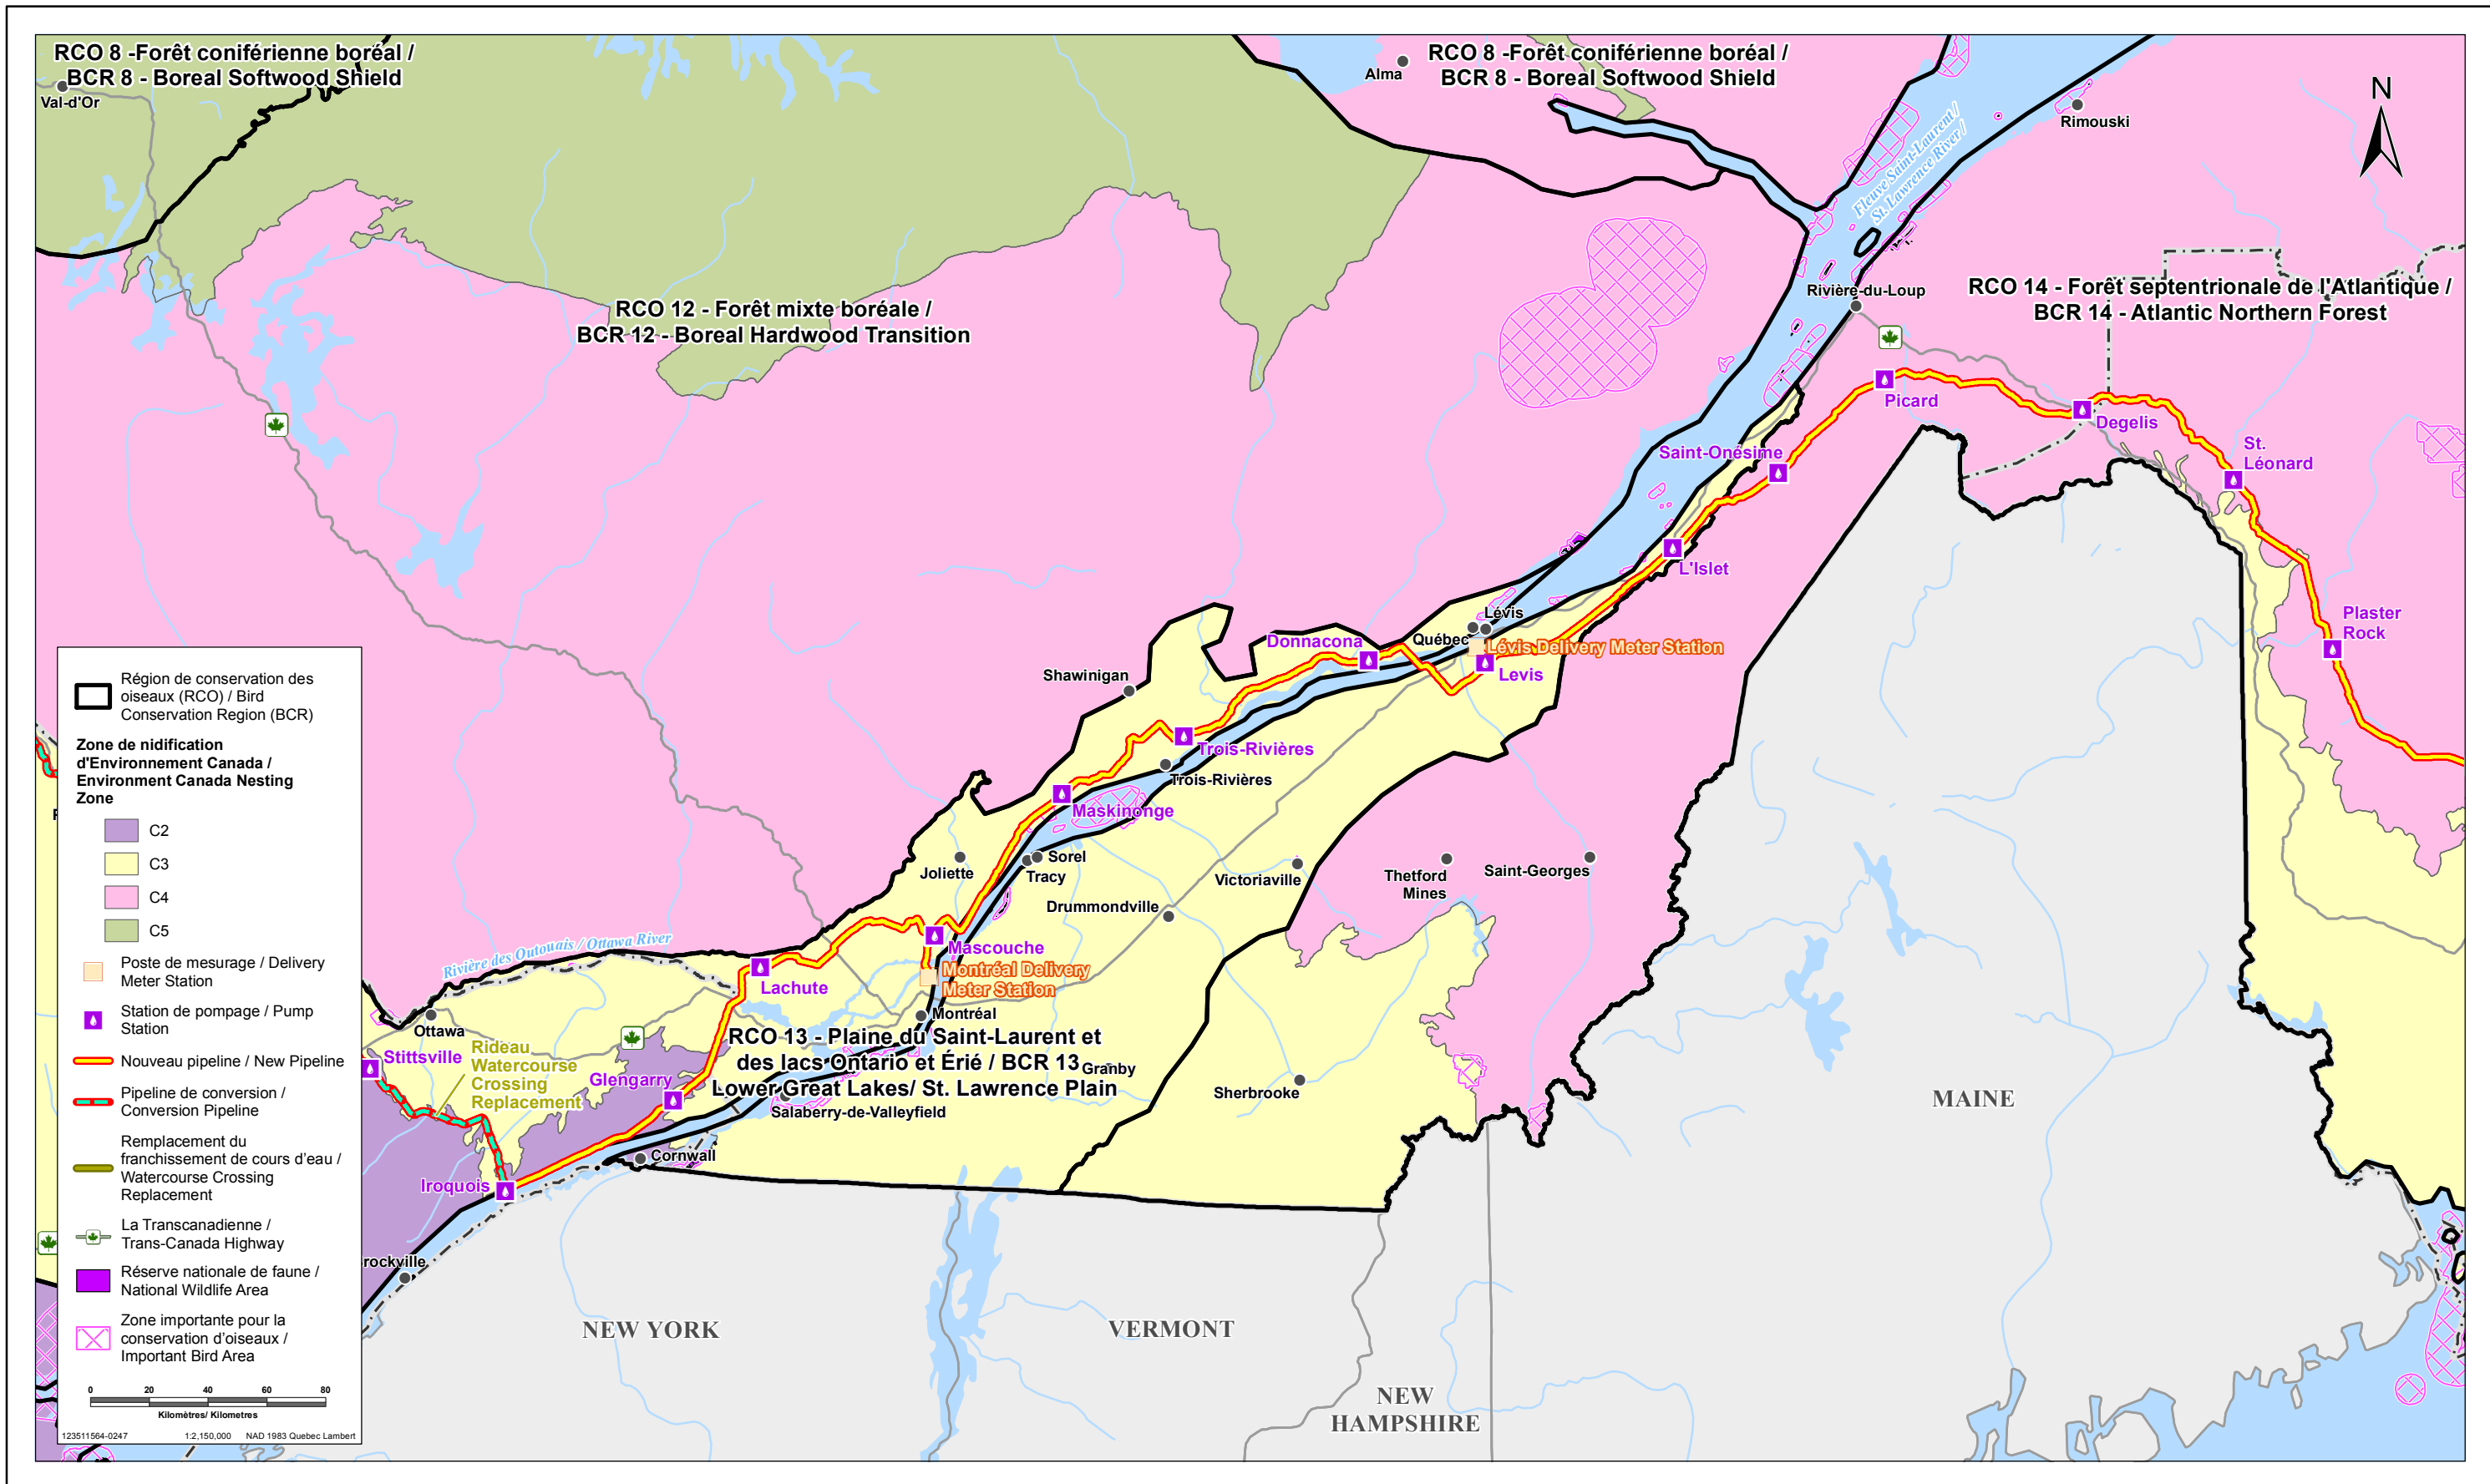 RCO 8 -Forêt coniférienne boréal /
BCR 8 - Boreal Softwood Shield
Val-d'Or
RCO 8 -Forêt coniférienne boréal /
BCR 8 - Boreal Softwood Shield
Alma
Rimouski
N
Fleuve Saint-Laurent /
St. Lawrence River /
RCO 12 - Forêt mixte boréale /
BCR 12 - Boreal Hardwood Transition
Rivière-du-Loup
RCO 14 - Forêt septentrionale de l'Atlantique /
BCR 14 - Atlantic Northern Forest
Picard
Degelis
St.
Léonard
Saint-Onésime
L'Islet
Plaster
Rock
Lévis
Québec
Donnacona
Lévis Delivery Meter Station
Levis
Shawinigan
Trois-Rivières
Trois-Rivières
Maskinonge
Sorel
Tracy
Joliette
Victoriaville
Thetford
Mines
Saint-Georges
Drummondville
Mascouche
Montréal Delivery
Meter Station
Lachute
Rivière des Outouais / Ottawa River
Ottawa
Montréal
RCO 13 - Plaine du Saint-Laurent et
des lacs Ontario et Érié / BCR 13
Lower Great Lakes/ St. Lawrence Plain
Granby
Stittsville
Rideau
Watercourse
Crossing
Replacement
Glengarry
Salaberry-de-Valleyfield
Sherbrooke
Cornwall
Iroquois
rockville
MAINE
NEW YORK
VERMONT
NEW
HAMPSHIRE
Région de conservation des
oiseaux (RCO) / Bird
Conservation Region (BCR)
Zone de nidification
d'Environnement Canada /
Environment Canada Nesting
Zone
C2
C3
C4
C5
Poste de mesurage / Delivery
Meter Station
Station de pompage / Pump
Station
Nouveau pipeline / New Pipeline
Pipeline de conversion /
Conversion Pipeline
Remplacement du
franchissement de cours d'eau /
Watercourse Crossing
Replacement
La Transcanadienne /
Trans-Canada Highway
Réserve nationale de faune /
National Wildlife Area
Zone importante pour la
conservation d'oiseaux /
Important Bird Area
0 20 40 60 80
Kilomètres/ Kilometres
123511564-0247 1:2,150,000 NAD 1983 Quebec Lambert